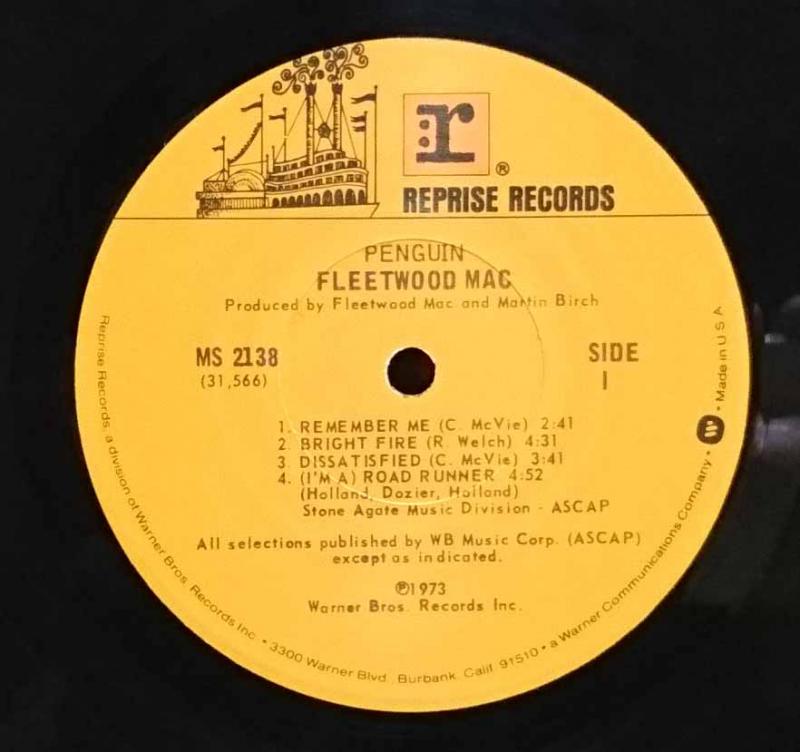 r ®
REPRISE RECORDS
PENGUIN
FLEETWOOD MAC
Produced by Fleetwood Mac and Martin Birch
MS 2138
(31,566)
SIDE
1
1. REMEMBER ME (C. McVie) 2:41
2. BRIGHT FIRE (R. Welch) 4:31
3. DISSATISFIED (C. McVie) 3:41
4. (I'M A) ROAD RUNNER 4:52
(Holland, Dozier, Holland)
Stone Agate Music Division - ASCAP
All selections published by WB Music Corp. (ASCAP)
except as indicated.
℗1973
Warner Bros. Records Inc.
Reprise Records, a division of Warner Bros. Records Inc. • 3300 Warner Blvd., Burbank, Calif. 91510 • a Warner Communications Company • W • Made in U S A